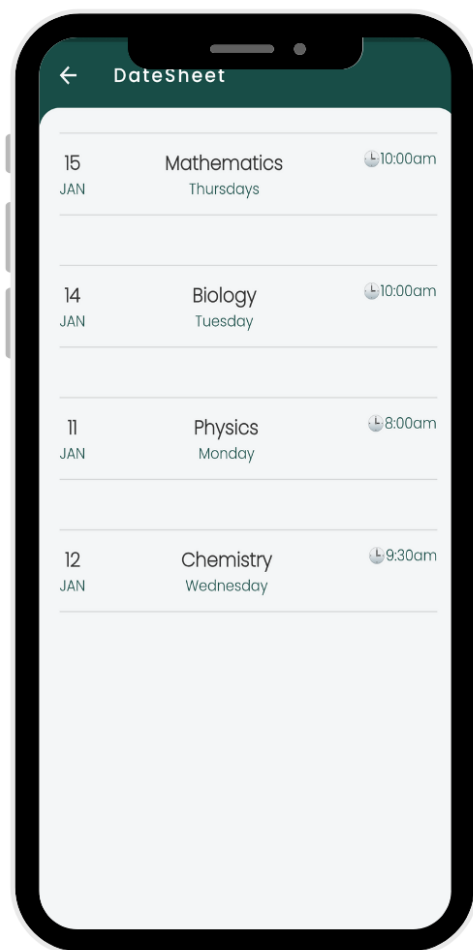 DateSheet
15 Mathematics 10:00am
JAN Thursdays
14 Biology 10:00am
JAN Tuesday
11 Physics 8:00am
JAN Monday
12 Chemistry 9:30am
JAN Wednesday